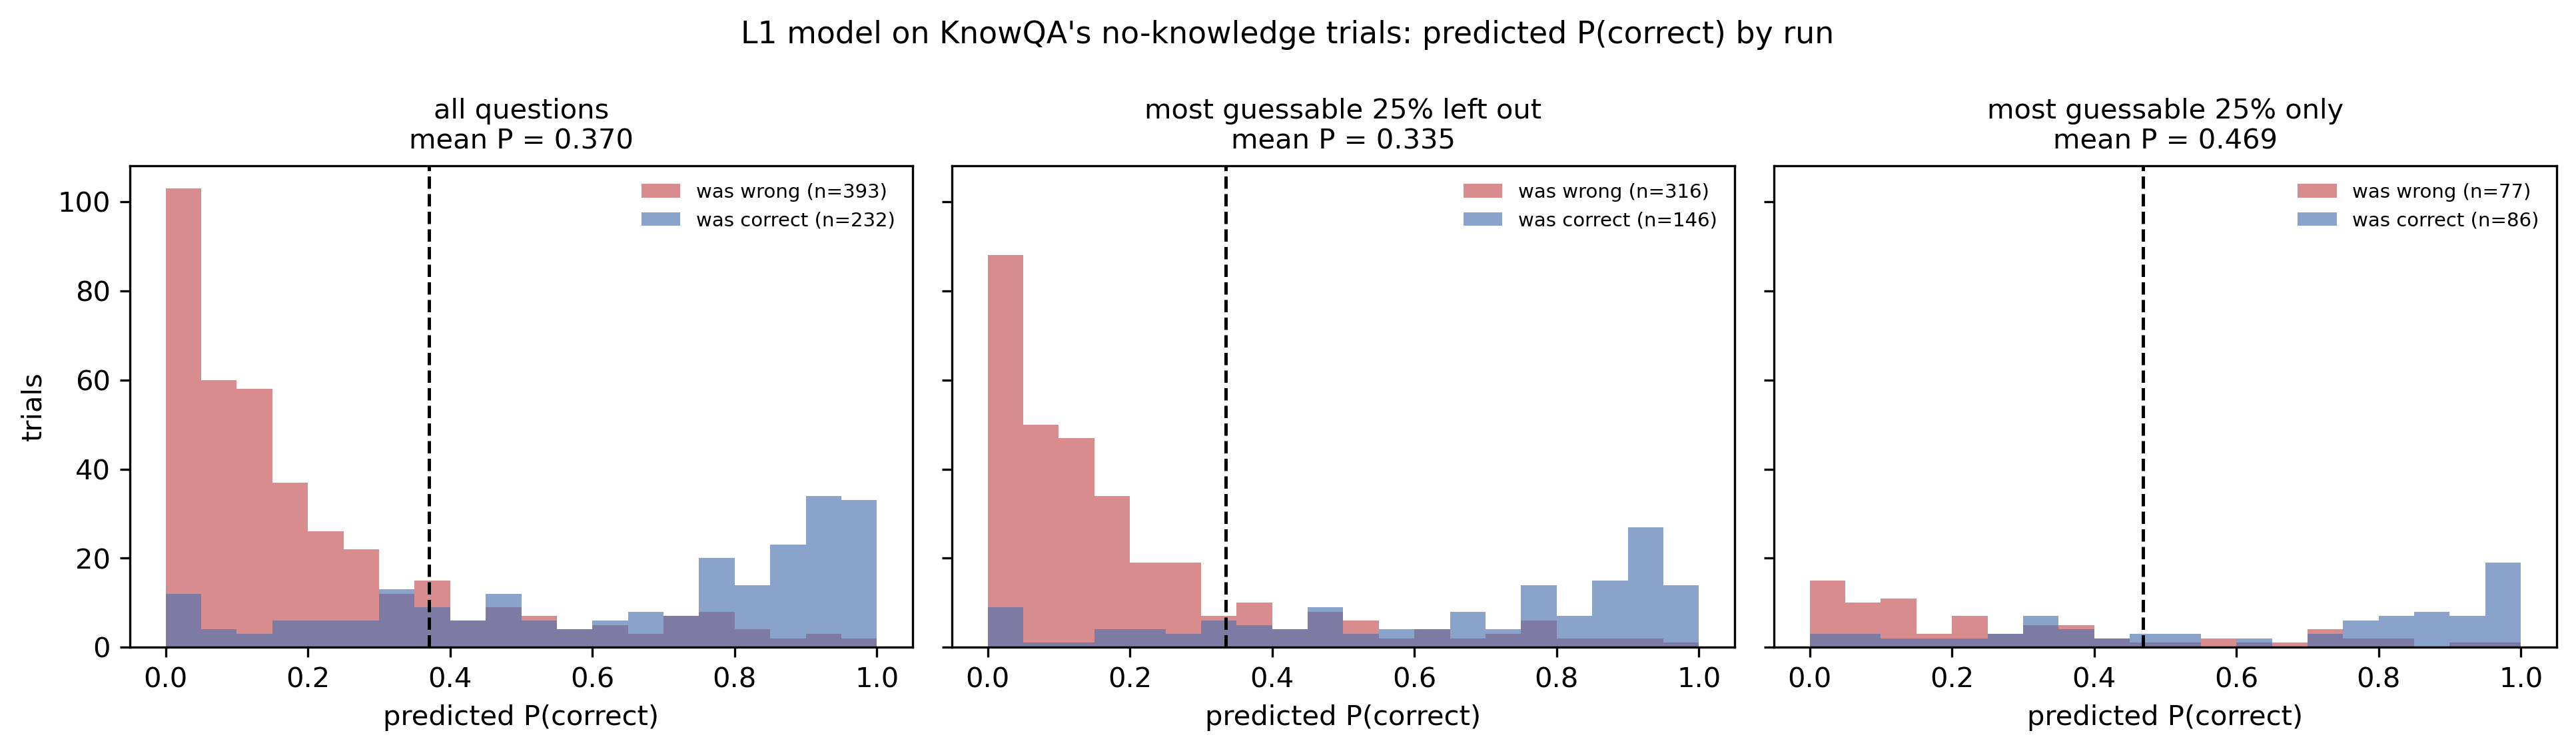 L1 model on KnowQA's no-knowledge trials: predicted P(correct) by run
all questions
mean P = 0.370
was wrong (n=393)
was correct (n=232)
trials
100
80
60
40
20
0
0.0 0.2 0.4 0.6 0.8 1.0
predicted P(correct)
most guessable 25% left out
mean P = 0.335
was wrong (n=316)
was correct (n=146)
0.0 0.2 0.4 0.6 0.8 1.0
predicted P(correct)
most guessable 25% only
mean P = 0.469
was wrong (n=77)
was correct (n=86)
0.0 0.2 0.4 0.6 0.8 1.0
predicted P(correct)